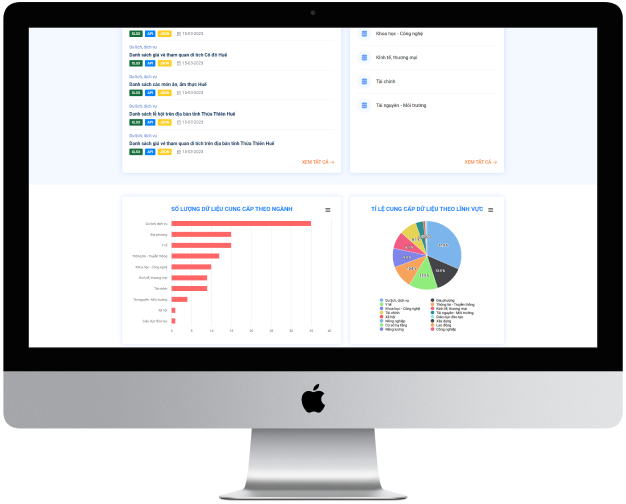 XLSX API JSON 15-03-2023
Du lịch, dịch vụ
Danh sách giá vé tham quan di tích Cố đô Huế
XLSX API JSON 15-03-2023
Du lịch, dịch vụ
Danh sách các món ăn, ẩm thực Huế
XLSX API JSON 15-03-2023
Du lịch, dịch vụ
Danh sách lễ hội trên địa bàn tỉnh Thừa Thiên Huế
XLSX API JSON 15-03-2023
Du lịch, dịch vụ
Danh sách giá vé tham quan di tích trên địa bàn tỉnh Thừa Thiên Huế
XLSX API JSON 15-03-2023
XEM TẤT CẢ →
Khoa học - Công nghệ
Kinh tế, thương mại
Tài chính
Tài nguyên - Môi trường
XEM TẤT CẢ →
SỐ LƯỢNG DỮ LIỆU CUNG CẤP THEO NGÀNH
Du lịch, dịch vụ
Địa phương
Y tế
Thông tin - Truyền thông
Khoa học - Công nghệ
Kinh tế, thương mại
Tài chính
Tài nguyên - Môi trường
Xã hội
Giáo dục đào tạo
0 5 10 15 20 25 30 35 40
TỈ LỆ CUNG CẤP DỮ LIỆU THEO LĨNH VỰC
Du lịch, dịch vụ
Y tế
Khoa học - Công nghệ
Tài chính
Xã hội
Nông nghiệp
Cơ sở hạ tầng
Năng lượng
Địa phương
Thông tin - Truyền thông
Kinh tế, thương mại
Tài nguyên - Môi trường
Giáo dục đào tạo
Xây dựng
Lao động
Công nghiệp